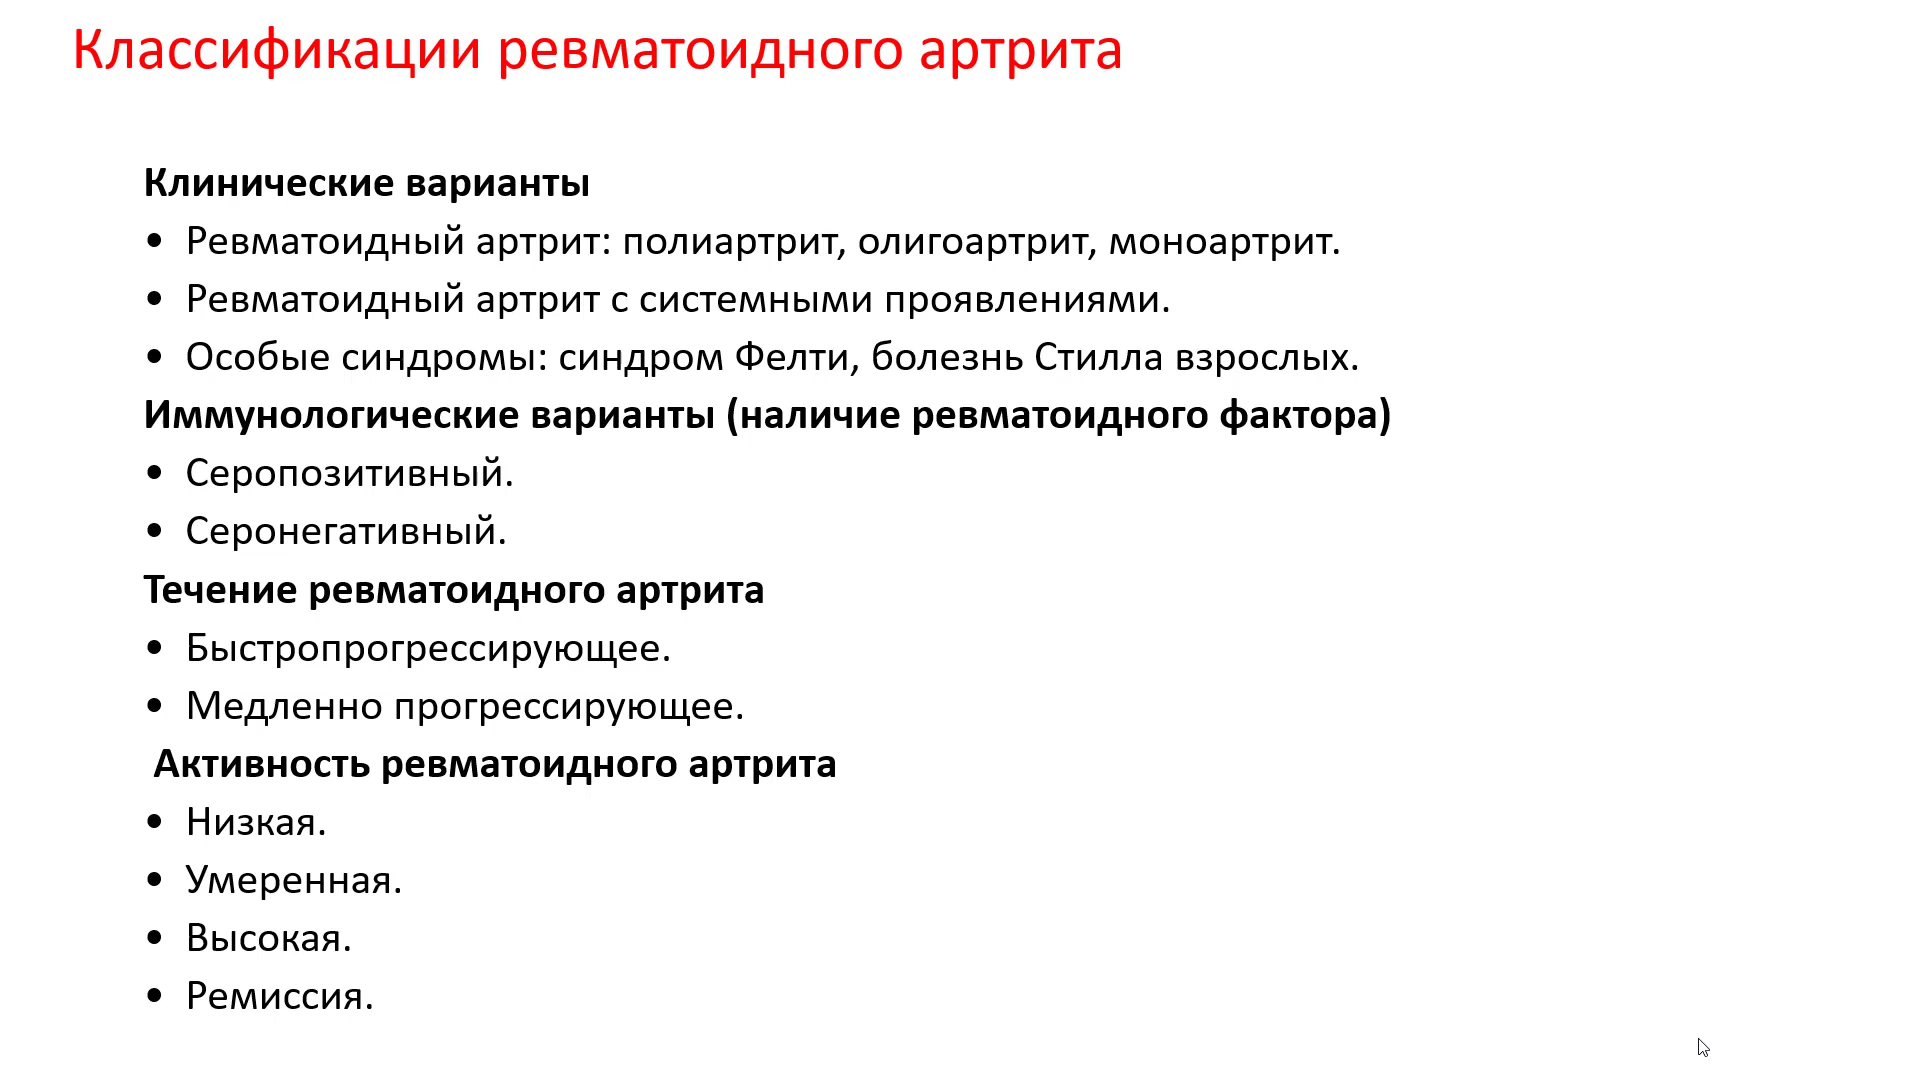 Классификации ревматоидного артрита
Клинические варианты
• Ревматоидный артрит: полиартрит, олигоартрит, моноартрит.
• Ревматоидный артрит с системными проявлениями.
• Особые синдромы: синдром Фелти, болезнь Стилла взрослых.
Иммунологические варианты (наличие ревматоидного фактора)
• Серопозитивный.
• Серонегативный.
Течение ревматоидного артрита
• Быстропрогрессирующее.
• Медленно прогрессирующее.
Активность ревматоидного артрита
• Низкая.
• Умеренная.
• Высокая.
• Ремиссия.